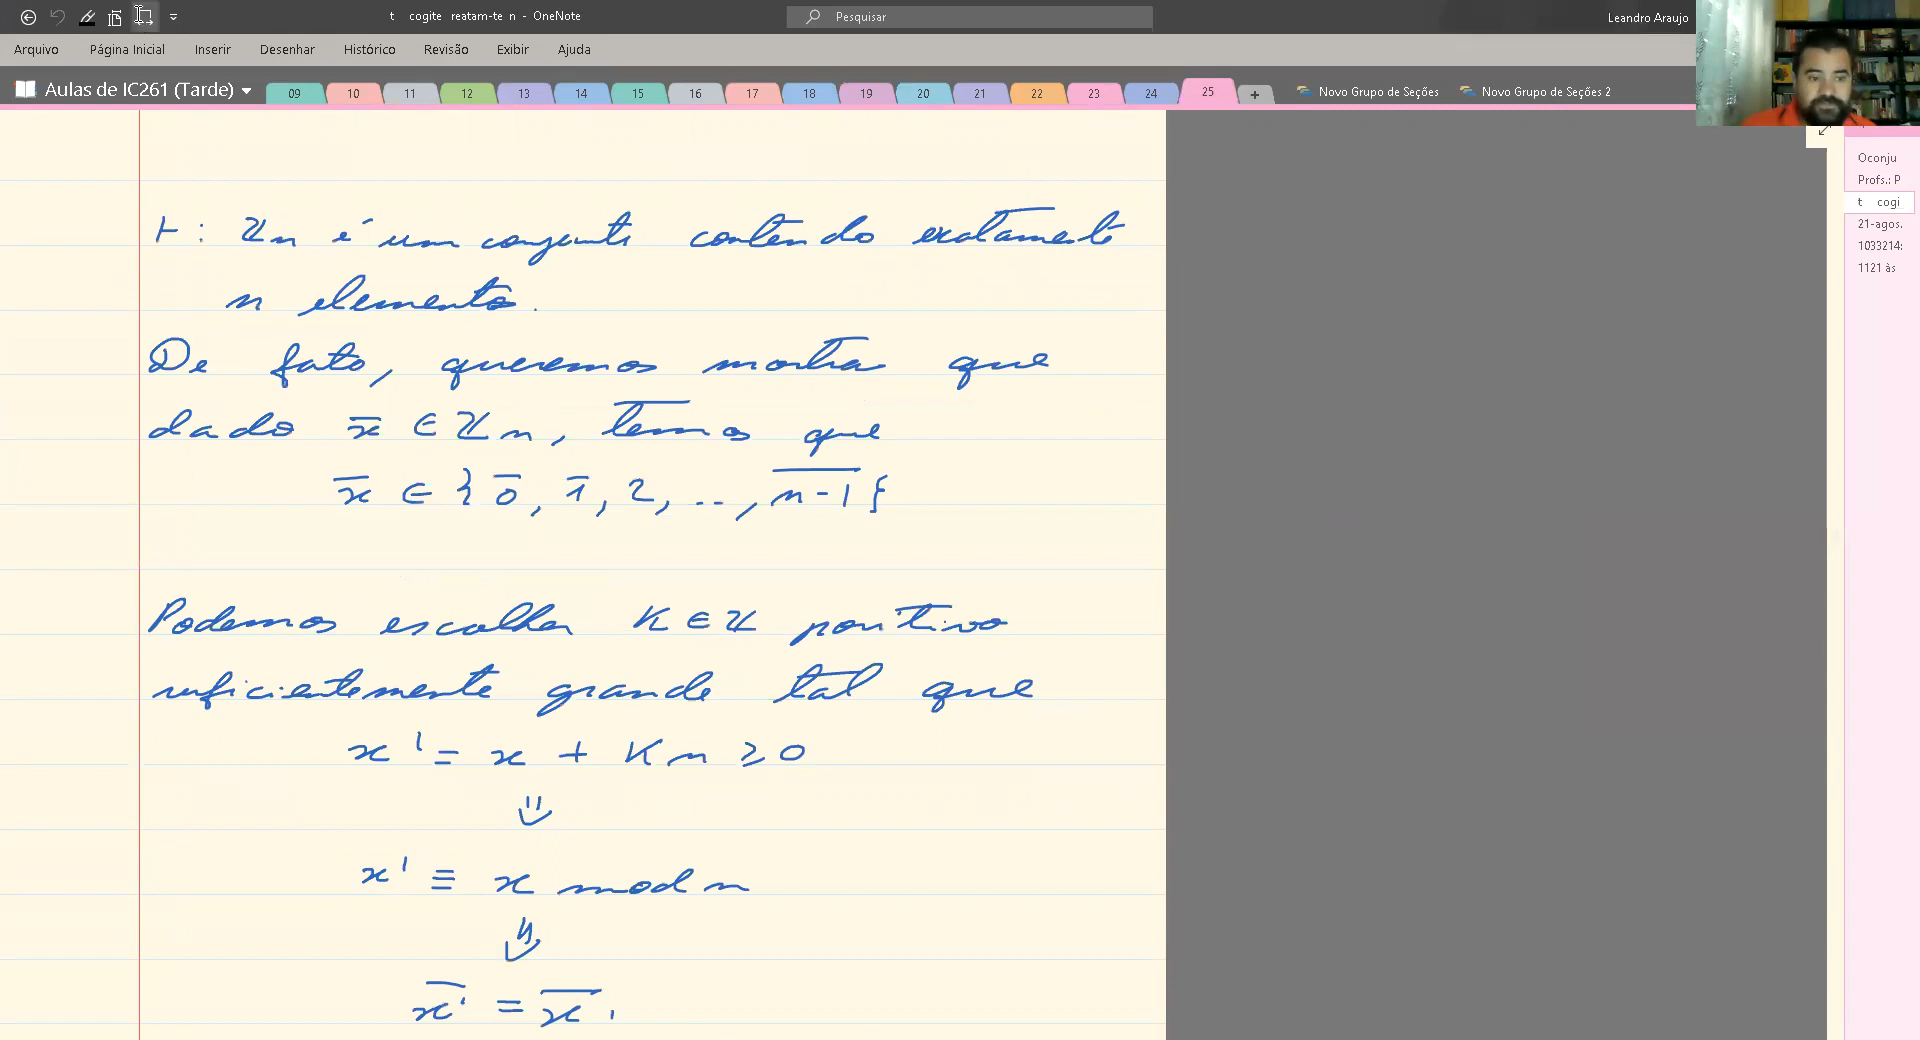 t cogite reatam-te n - OneNote
Pesquisar
Leandro Araujo
Arquivo Página Inicial Inserir Desenhar Histórico Revisão Exibir Ajuda
Aulas de IC261 (Tarde) 09 10 11 12 13 14 15 16 17 18 19 20 21 22 23 24 25 + Novo Grupo de Seções Novo Grupo de Seções 2
Oconju
Profs.: P
t cogi
21-agos.
1033214:
1121 às
t: ℤn é um conjunto contendo exatamente
n elementos.
De fato, queremos mostrar que
dado x̅ ∈ ℤn, temos que
x̅ ∈ { 0̅, 1̅, 2, .., n-1̅ }
Podemos escolher K ∈ ℤ positivo
suficientemente grande tal que
x' = x + Kn ≥ 0
⇓
x' ≡ x mod n
⇓
x̅' = x̅.